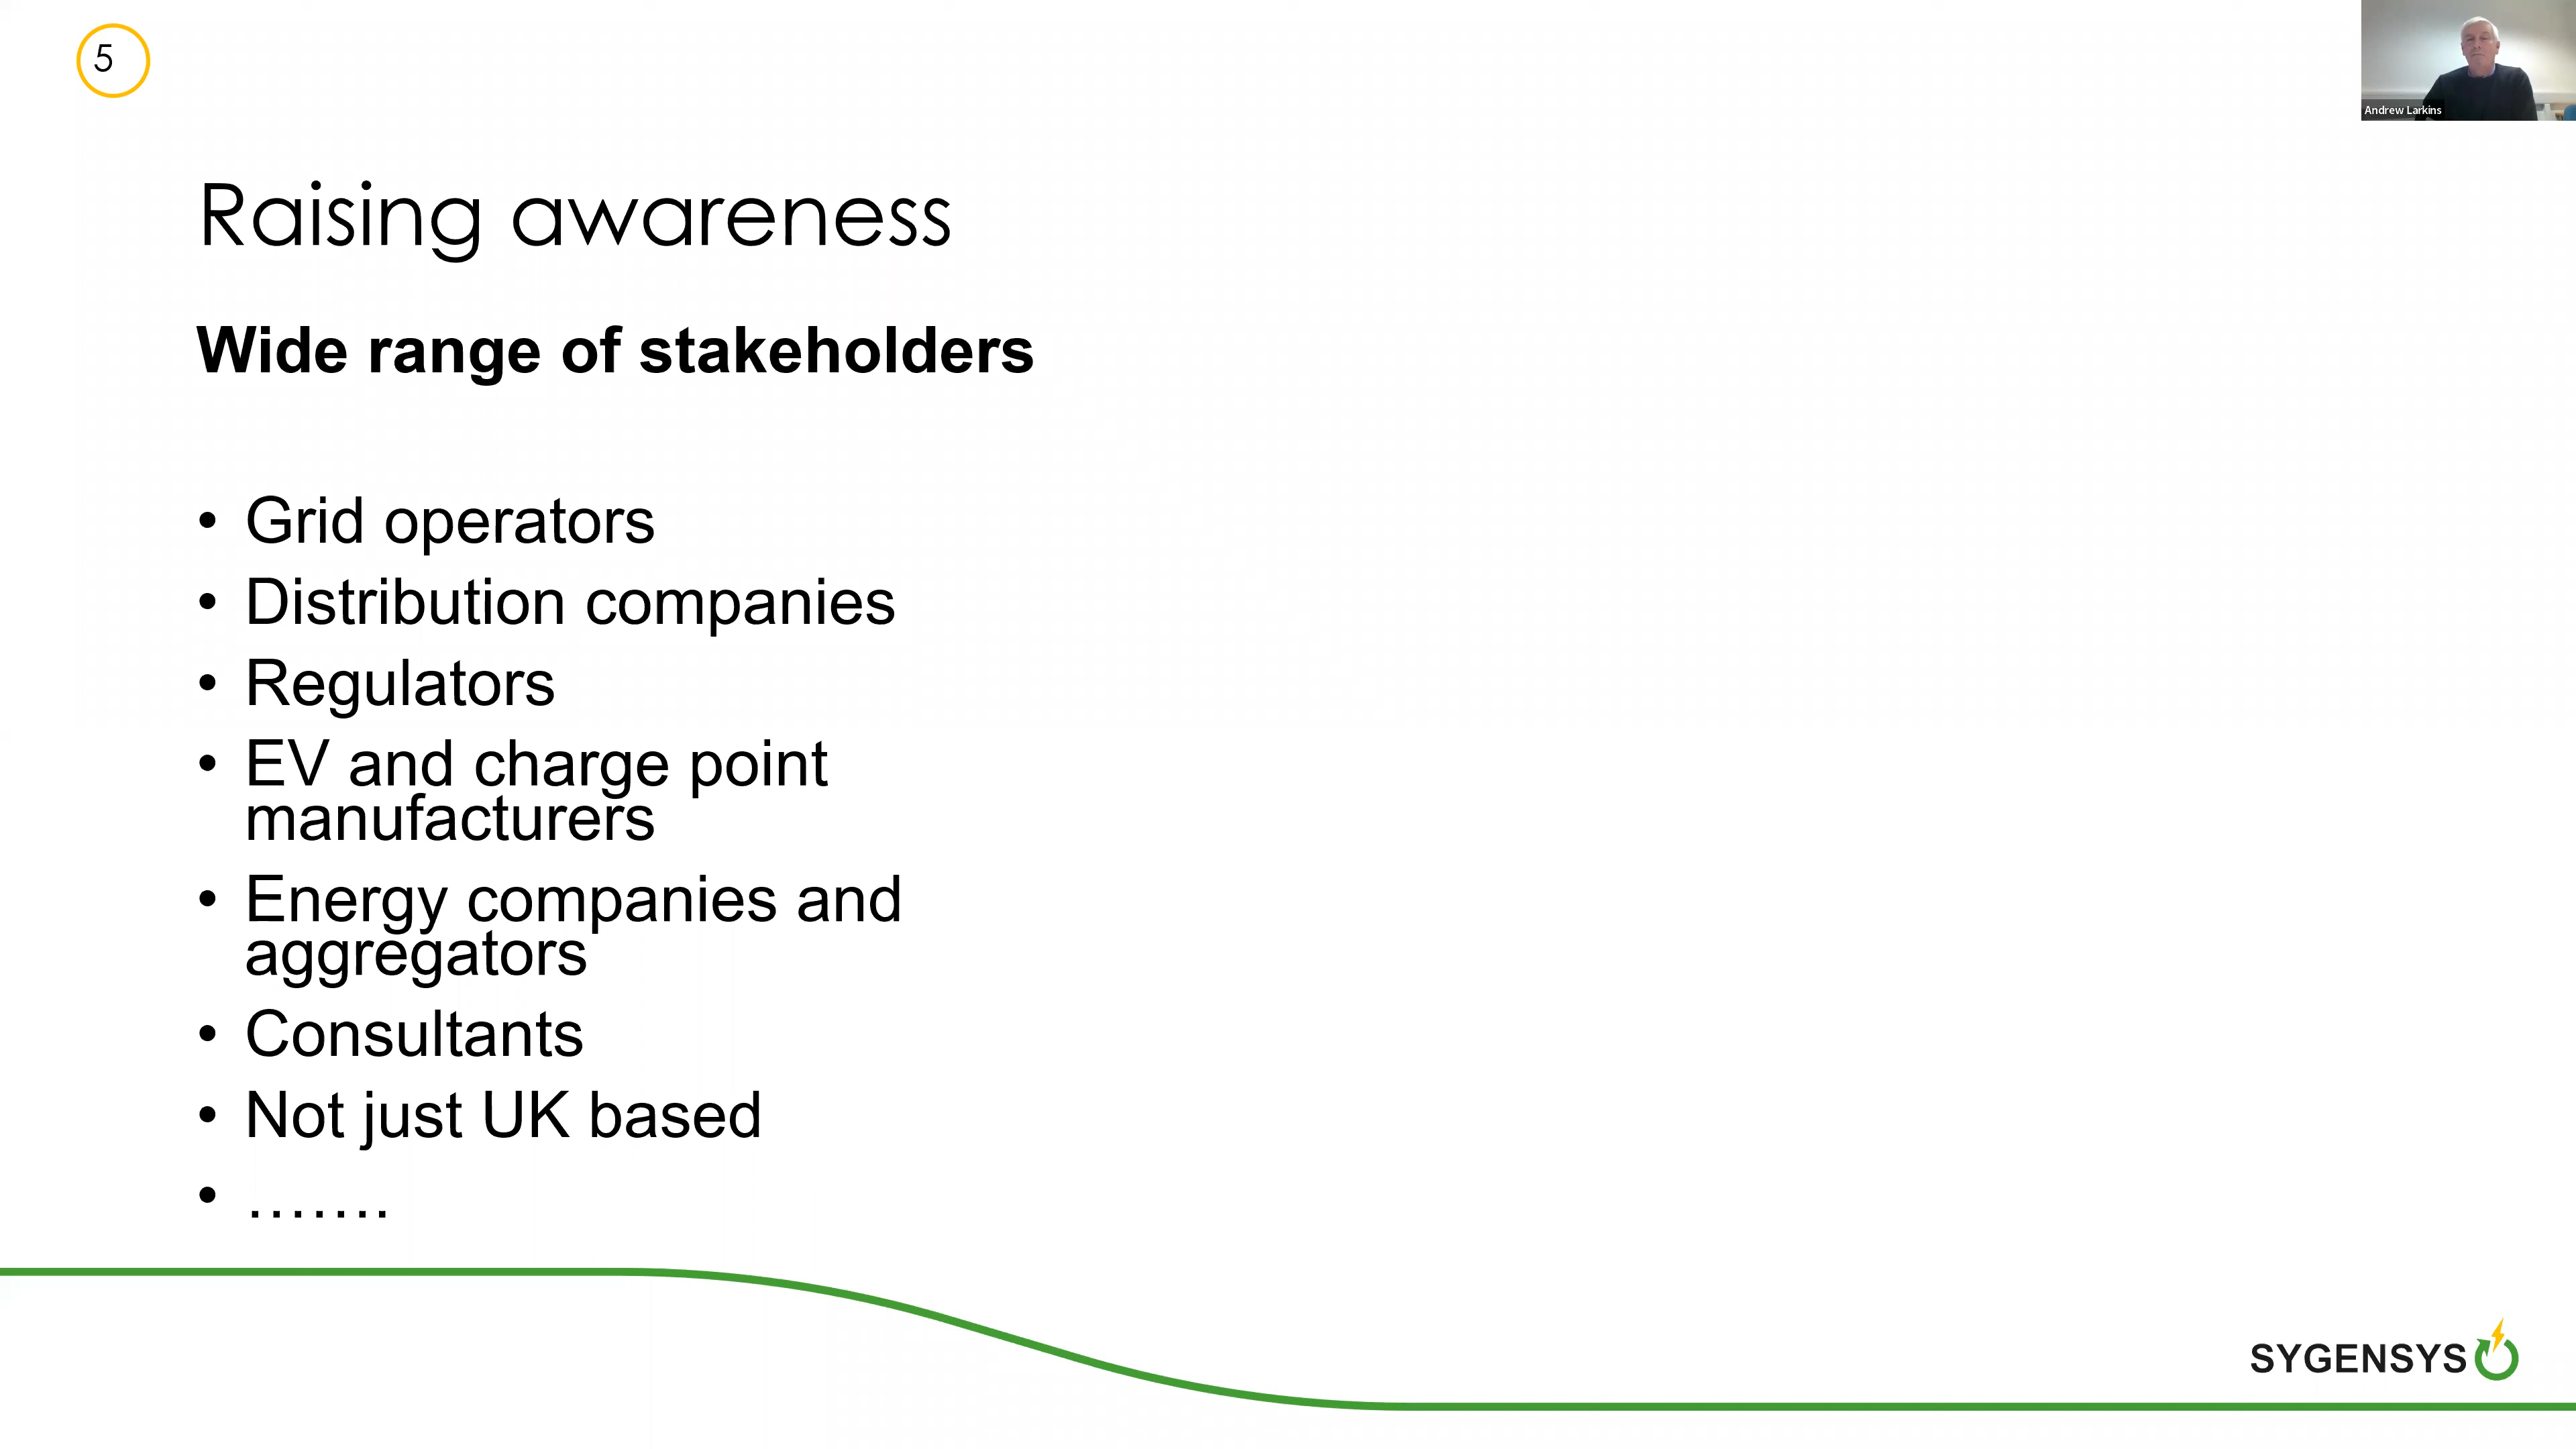 5
Andrew Larkins
Raising awareness
Wide range of stakeholders
• Grid operators
• Distribution companies
• Regulators
• EV and charge point
manufacturers
• Energy companies and
aggregators
• Consultants
• Not just UK based
• …….
SYGENSYS